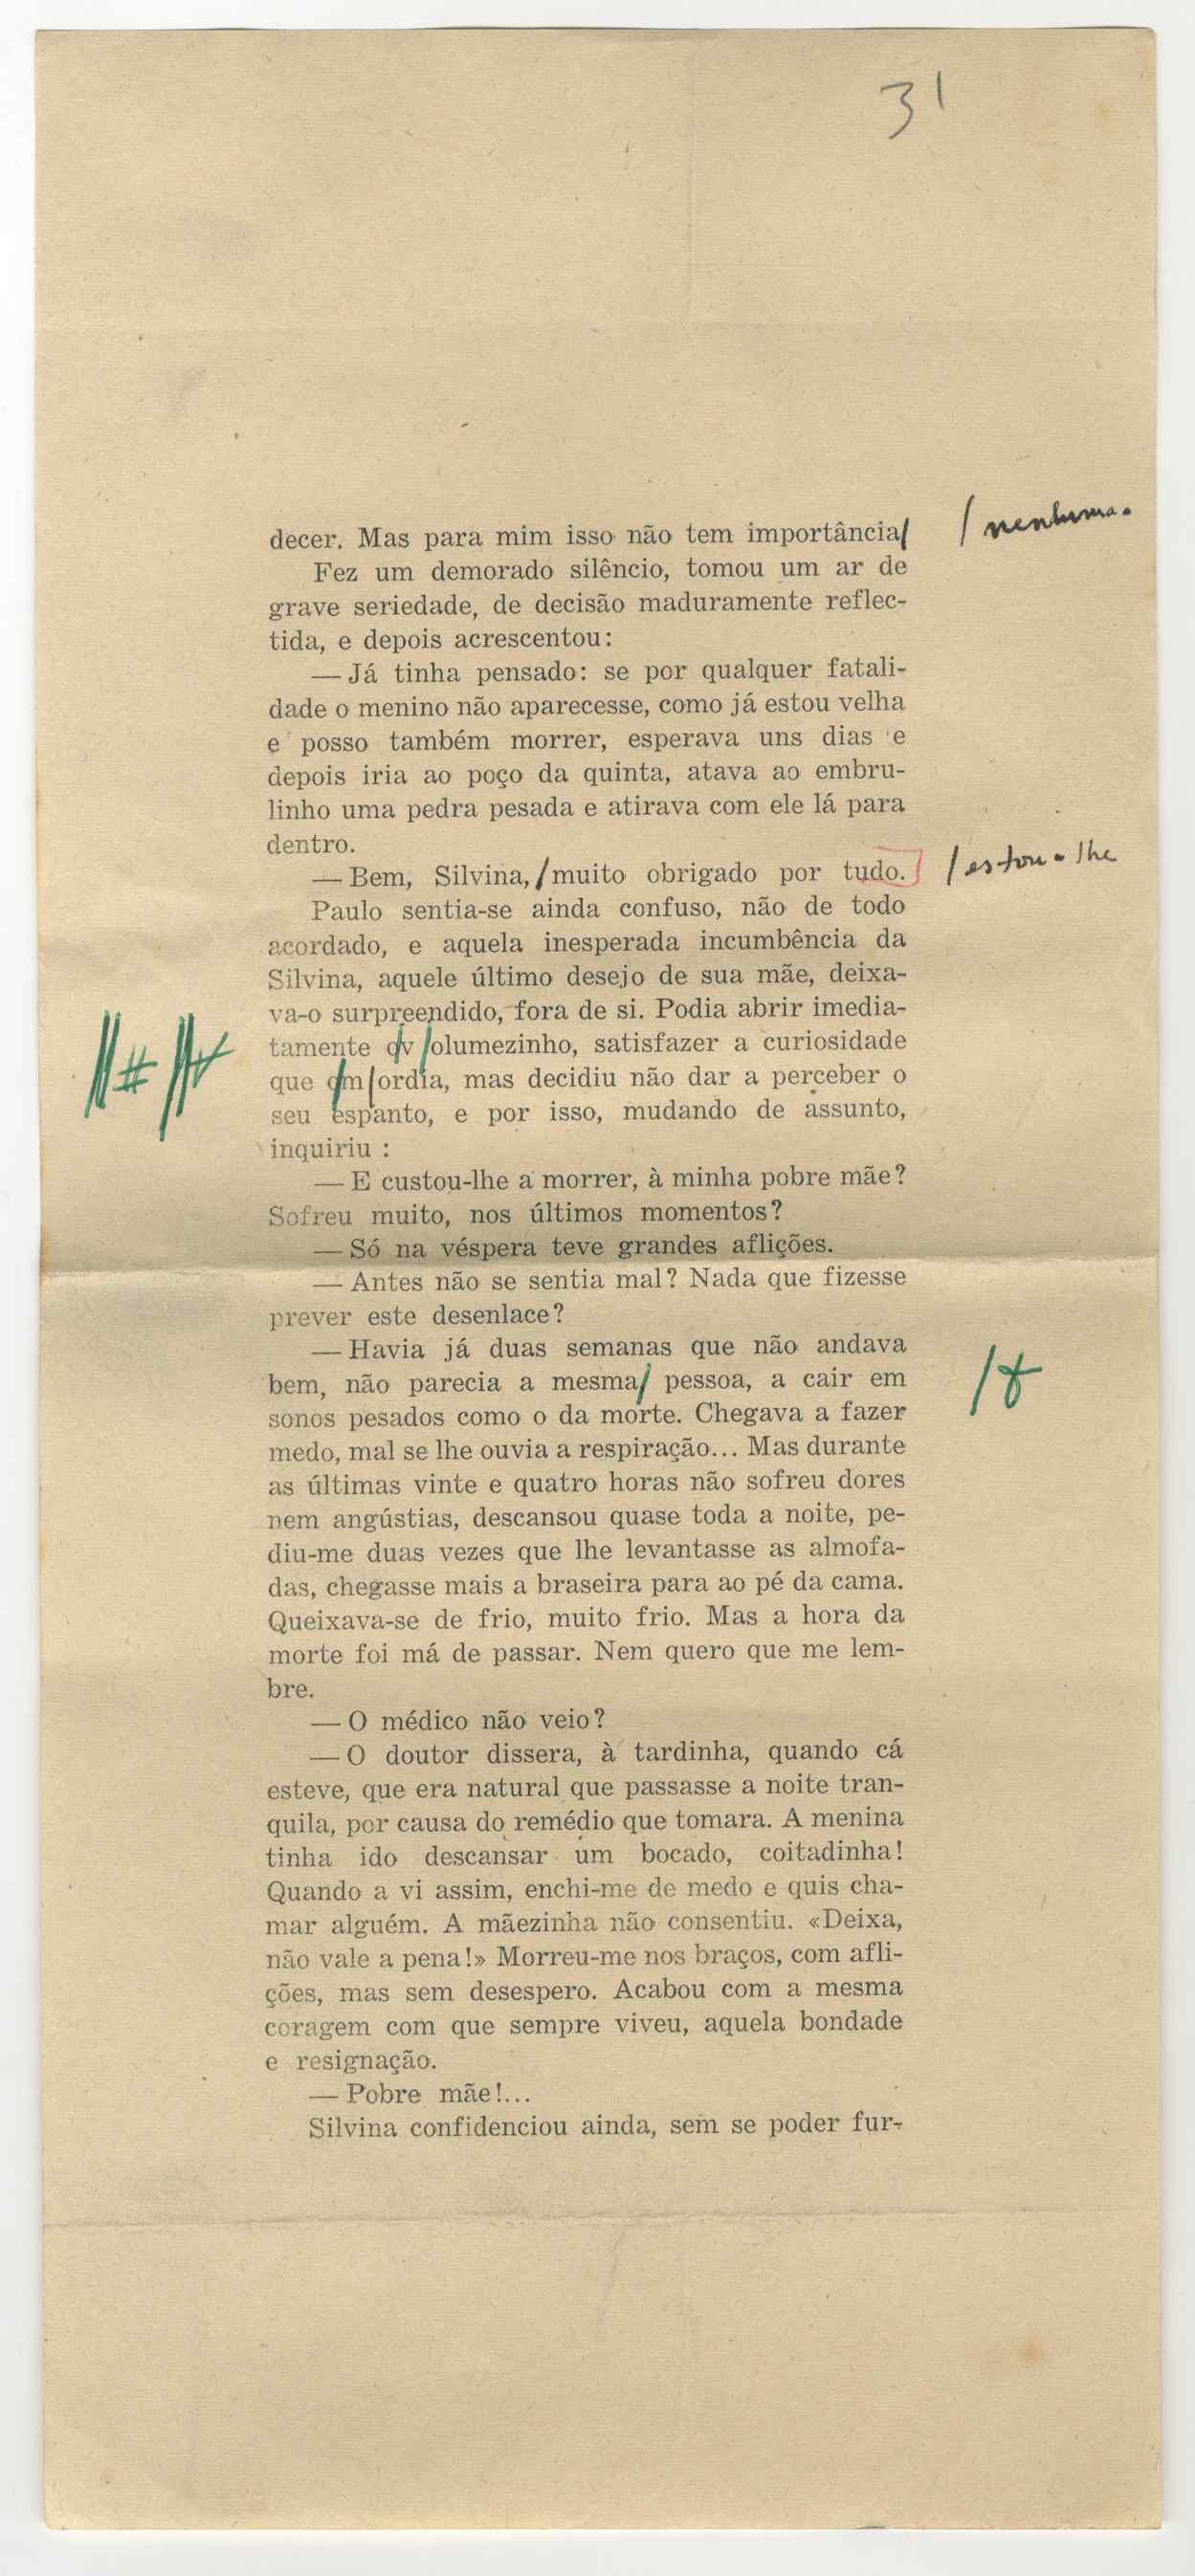 31
decer. Mas para mim isso não tem importância/ / nenhuma.
Fez um demorado silêncio, tomou um ar de
grave seriedade, de decisão maduramente reflec-
tida, e depois acrescentou:
— Já tinha pensado: se por qualquer fatali-
dade o menino não aparecesse, como já estou velha
e posso também morrer, esperava uns dias e
depois iria ao poço da quinta, atava ao embru-
linho uma pedra pesada e atirava com ele lá para
dentro.
— Bem, Silvina, / muito obrigado por tudo. / estou-lhe
Paulo sentia-se ainda confuso, não de todo
acordado, e aquela inesperada incumbência da
Silvina, aquele último desejo de sua mãe, deixa-
va-o surpreendido, fora de si. Podia abrir imedia-
tamente ov olumezinho, satisfazer a curiosidade
que om ordia, mas decidiu não dar a perceber o
seu espanto, e por isso, mudando de assunto,
inquiriu :
— E custou-lhe a morrer, à minha pobre mãe?
Sofreu muito, nos últimos momentos?
— Só na véspera teve grandes aflições.
— Antes não se sentia mal? Nada que fizesse
prever este desenlace?
— Havia já duas semanas que não andava
bem, não parecia a mesma/ pessoa, a cair em
sonos pesados como o da morte. Chegava a fazer
medo, mal se lhe ouvia a respiração... Mas durante
as últimas vinte e quatro horas não sofreu dores
nem angústias, descansou quase toda a noite, pe-
diu-me duas vezes que lhe levantasse as almofa-
das, chegasse mais a braseira para ao pé da cama.
Queixava-se de frio, muito frio. Mas a hora da
morte foi má de passar. Nem quero que me lem-
bre.
— O médico não veio?
— O doutor dissera, à tardinha, quando cá
esteve, que era natural que passasse a noite tran-
quila, por causa do remédio que tomara. A menina
tinha ido descansar um bocado, coitadinha!
Quando a vi assim, enchi-me de medo e quis cha-
mar alguém. A mãezinha não consentiu. «Deixa,
não vale a pena!» Morreu-me nos braços, com afli-
ções, mas sem desespero. Acabou com a mesma
coragem com que sempre viveu, aquela bondade
e resignação.
— Pobre mãe!...
Silvina confidenciou ainda, sem se poder fur-